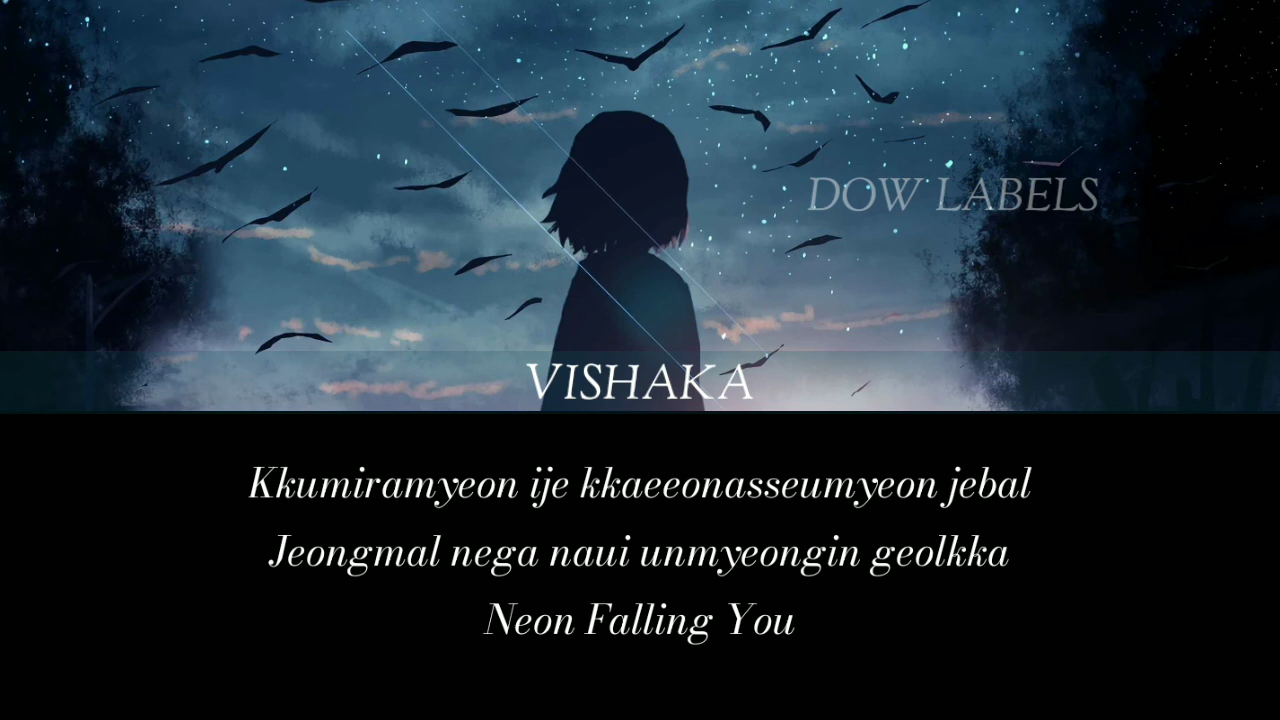 DOW LABELS
VISHAKA
Kkumiramyeon ije kkaeeonasseumyeon jebal
Jeongmal nega naui unmyeongin geolkka
Neon Falling You